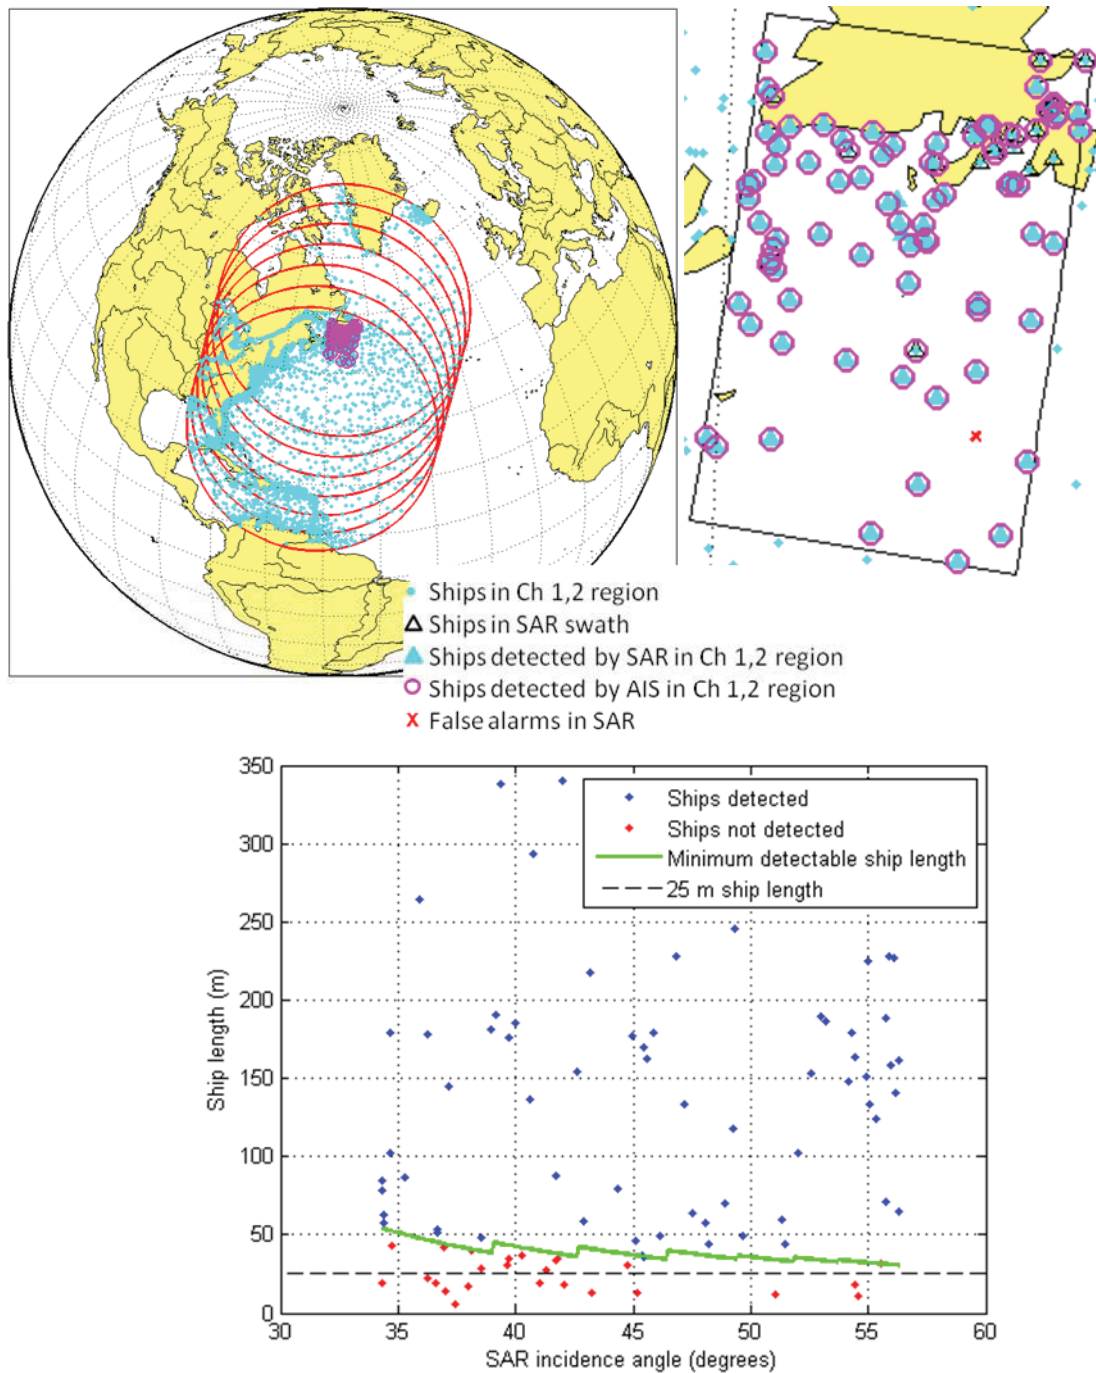 Ships in Ch 1,2 region
Ships in SAR swath
Ships detected by SAR in Ch 1,2 region
Ships detected by AIS in Ch 1,2 region
False alarms in SAR
350
300
250
200
150
100
50
0
Ship length (m)
Ships detected
Ships not detected
Minimum detectable ship length
25 m ship length
30 35 40 45 50 55 60
SAR incidence angle (degrees)